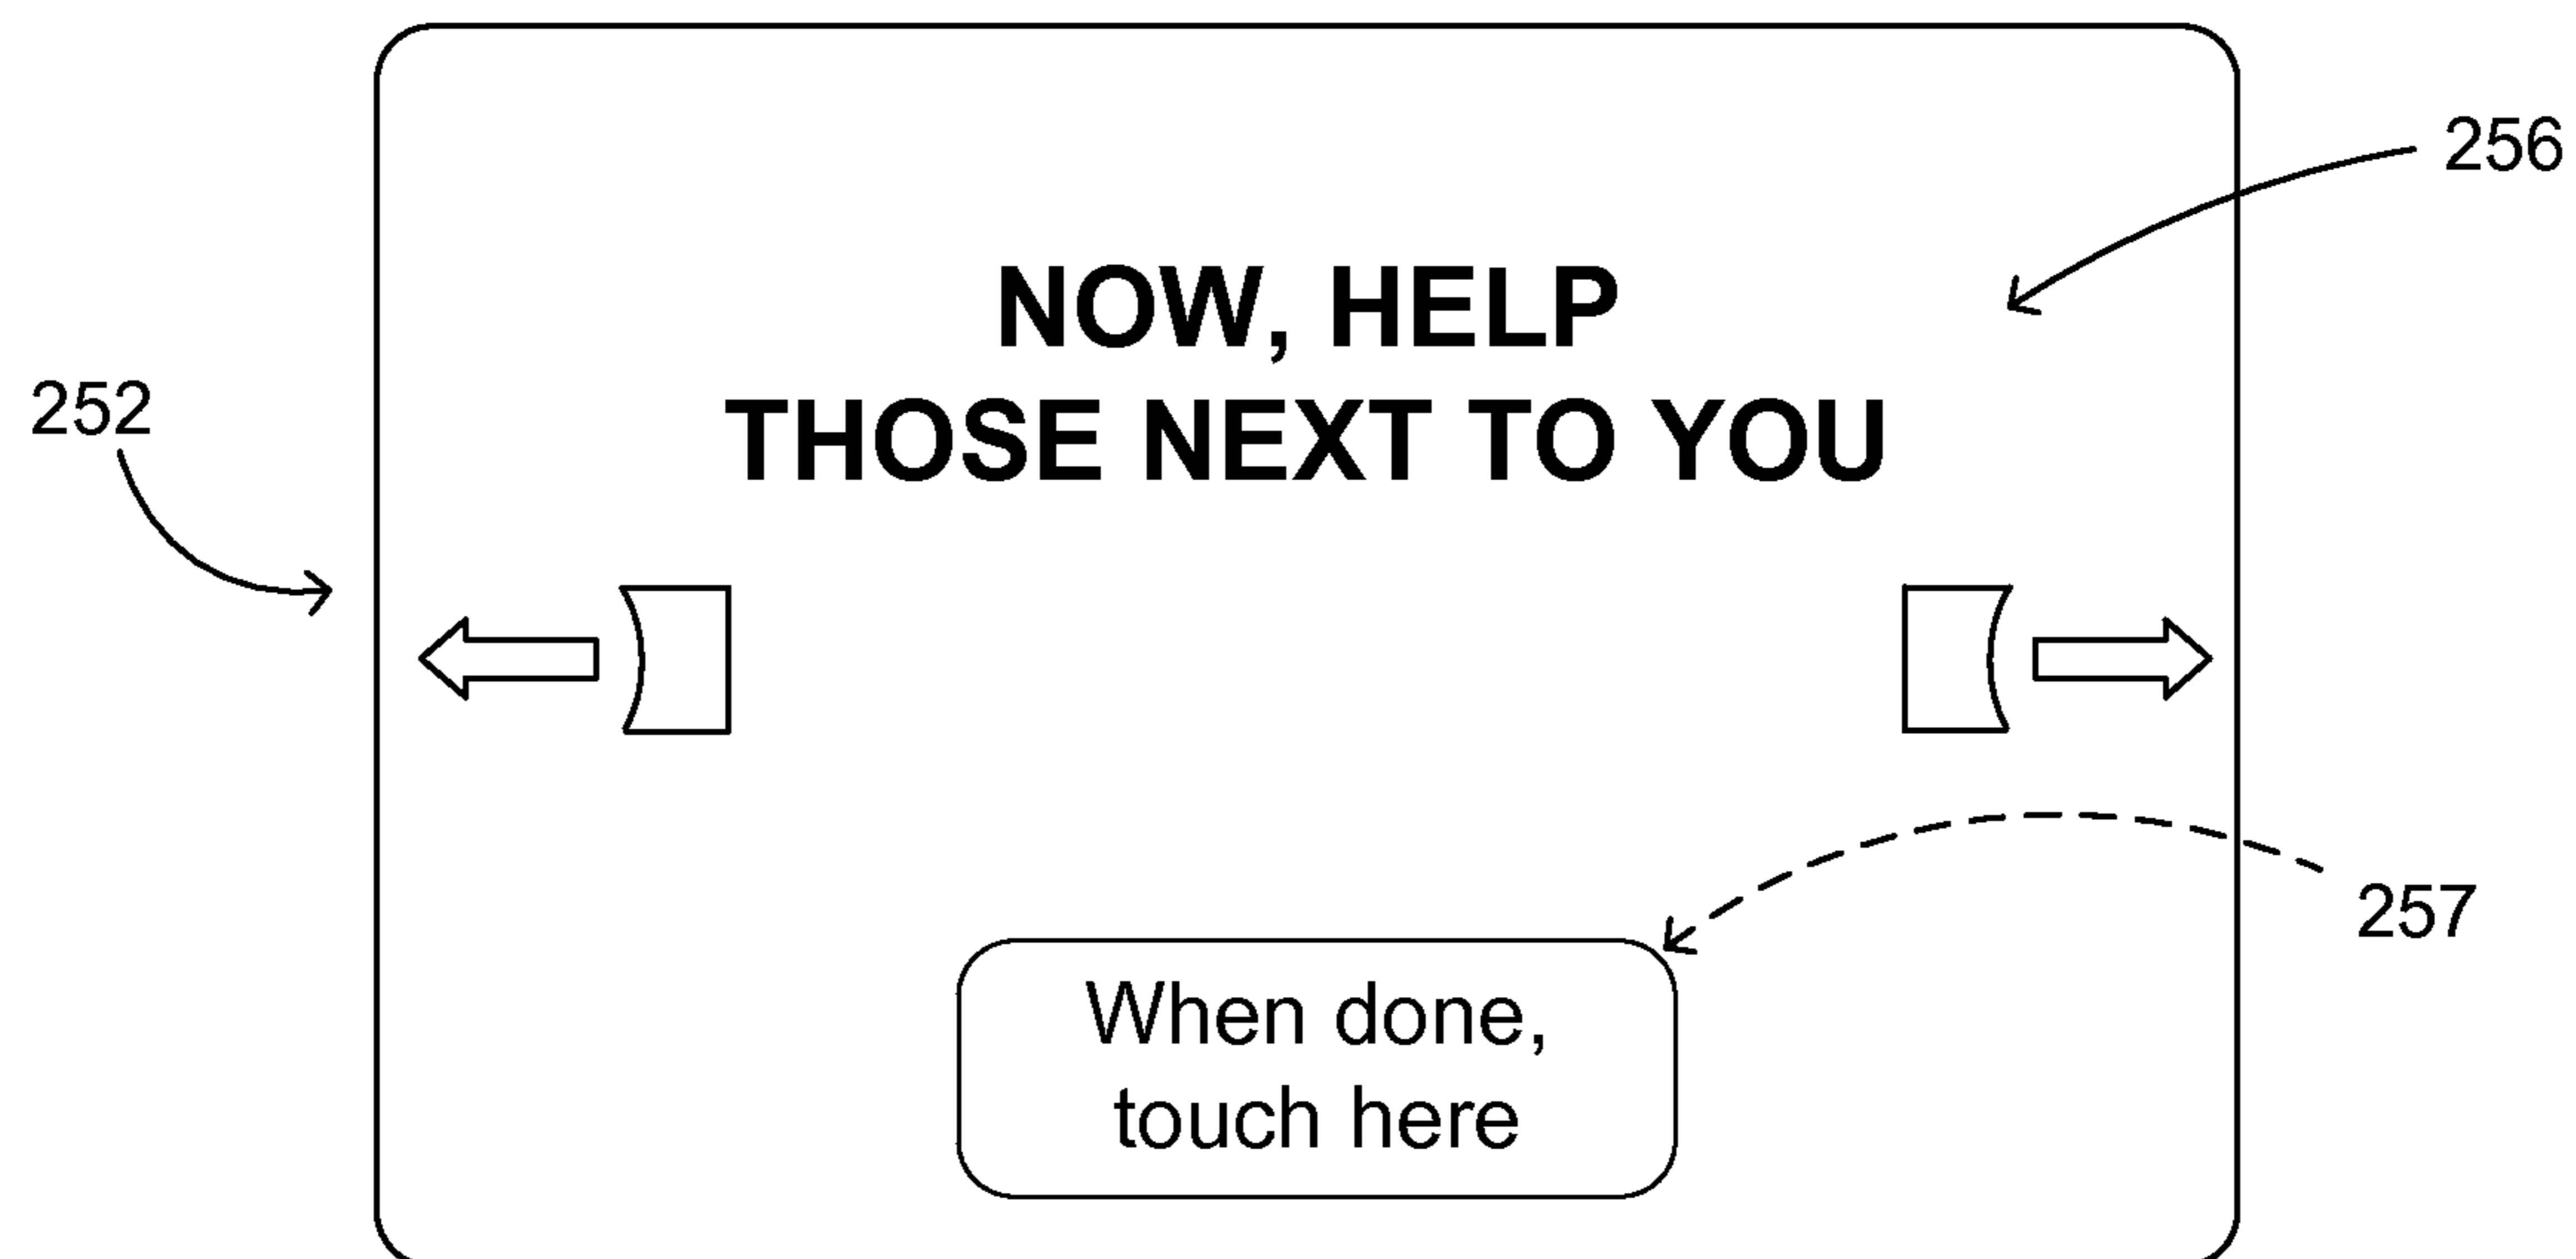 256
NOW, HELP
THOSE NEXT TO YOU
252
257
When done,
touch here